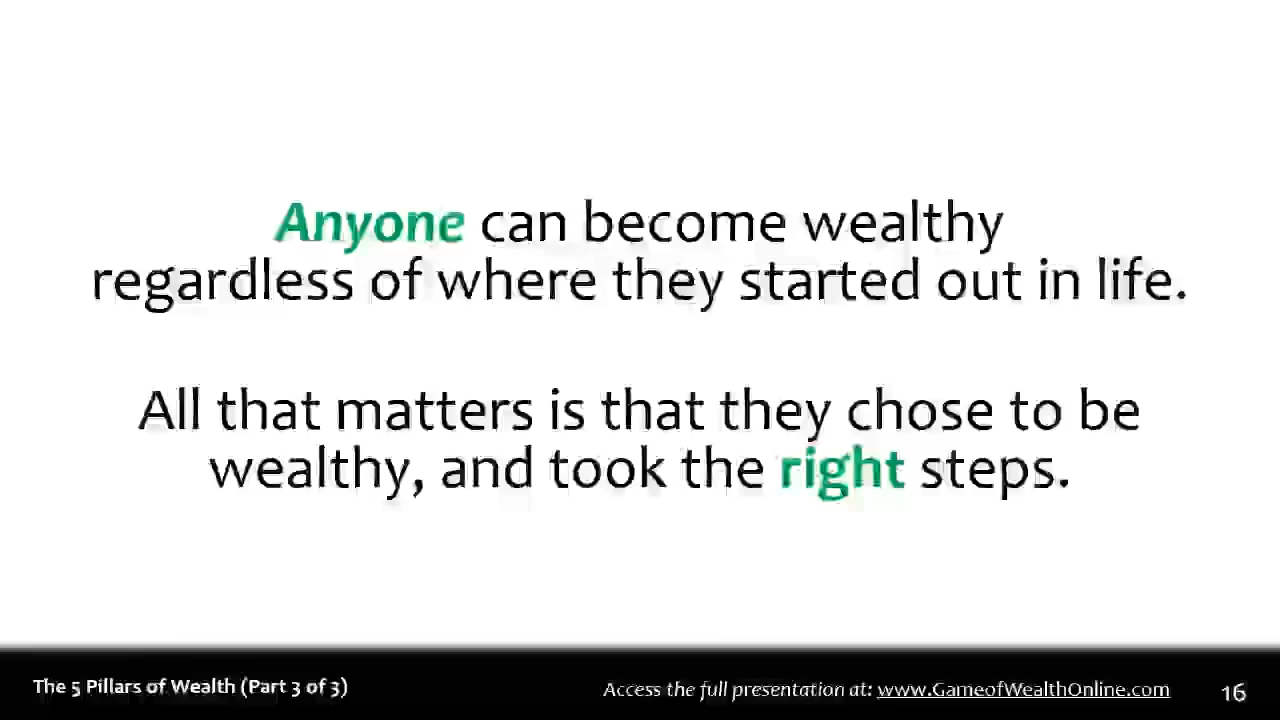 Anyone can become wealthy
regardless of where they started out in life.
All that matters is that they chose to be
wealthy, and took the right steps.
The 5 Pillars of Wealth (Part 3 of 3)
Access the full presentation at: www.GameofWealthOnline.com
16